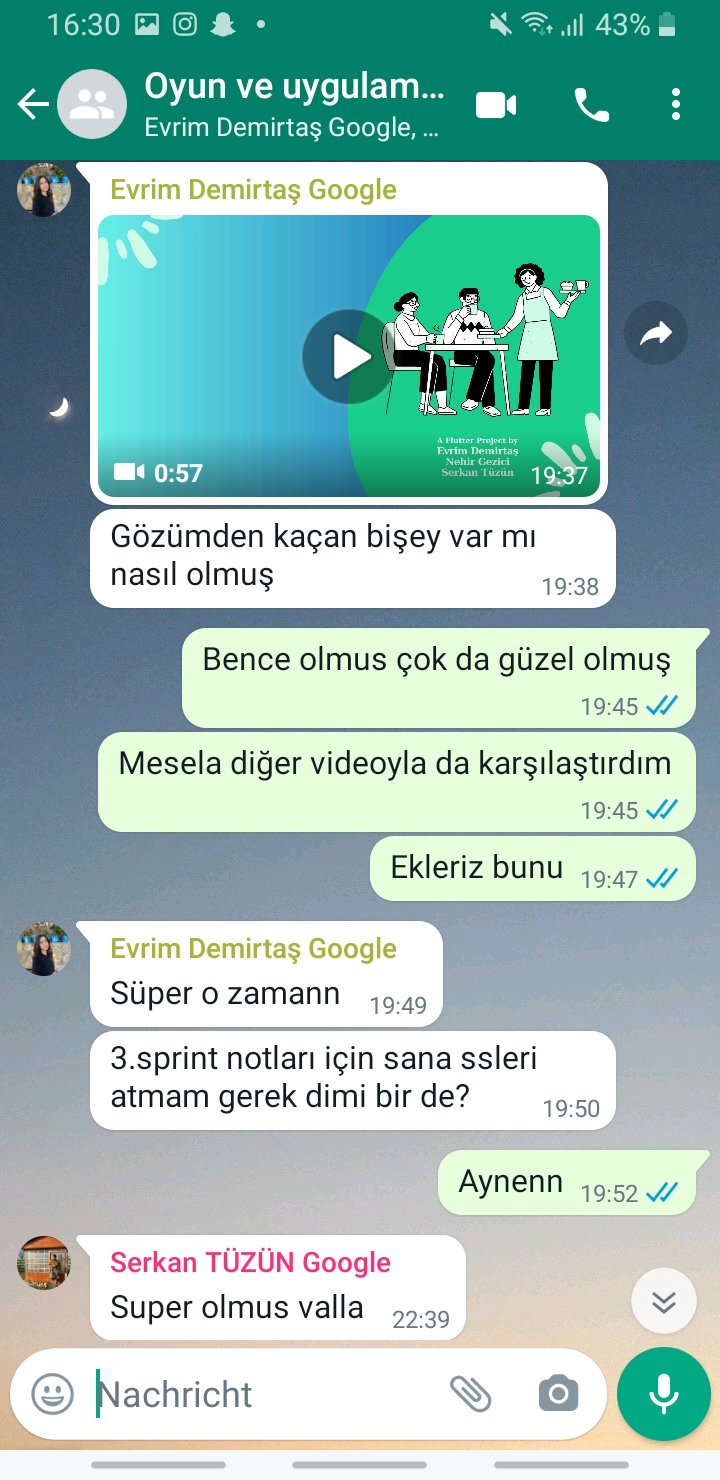 16:30
43%
Oyun ve uygulam...
Evrim Demirtaş Google, ...
Evrim Demirtaş Google
A Flutter Project by
Evrim Demirtaş
Nehir Gezici
Serkan Tüzün
0:57
19:37
Gözümden kaçan bişey var mı
nasıl olmuş
19:38
Bence olmus çok da güzel olmuş
19:45
Mesela diğer videoyla da karşılaştırdım
19:45
Ekleriz bunu 19:47
Evrim Demirtaş Google
Süper o zamann 19:49
3.sprint notları için sana ssleri
atmam gerek dimi bir de?
19:50
Aynenn 19:52
Serkan TÜZÜN Google
Super olmus valla 22:39
Nachricht